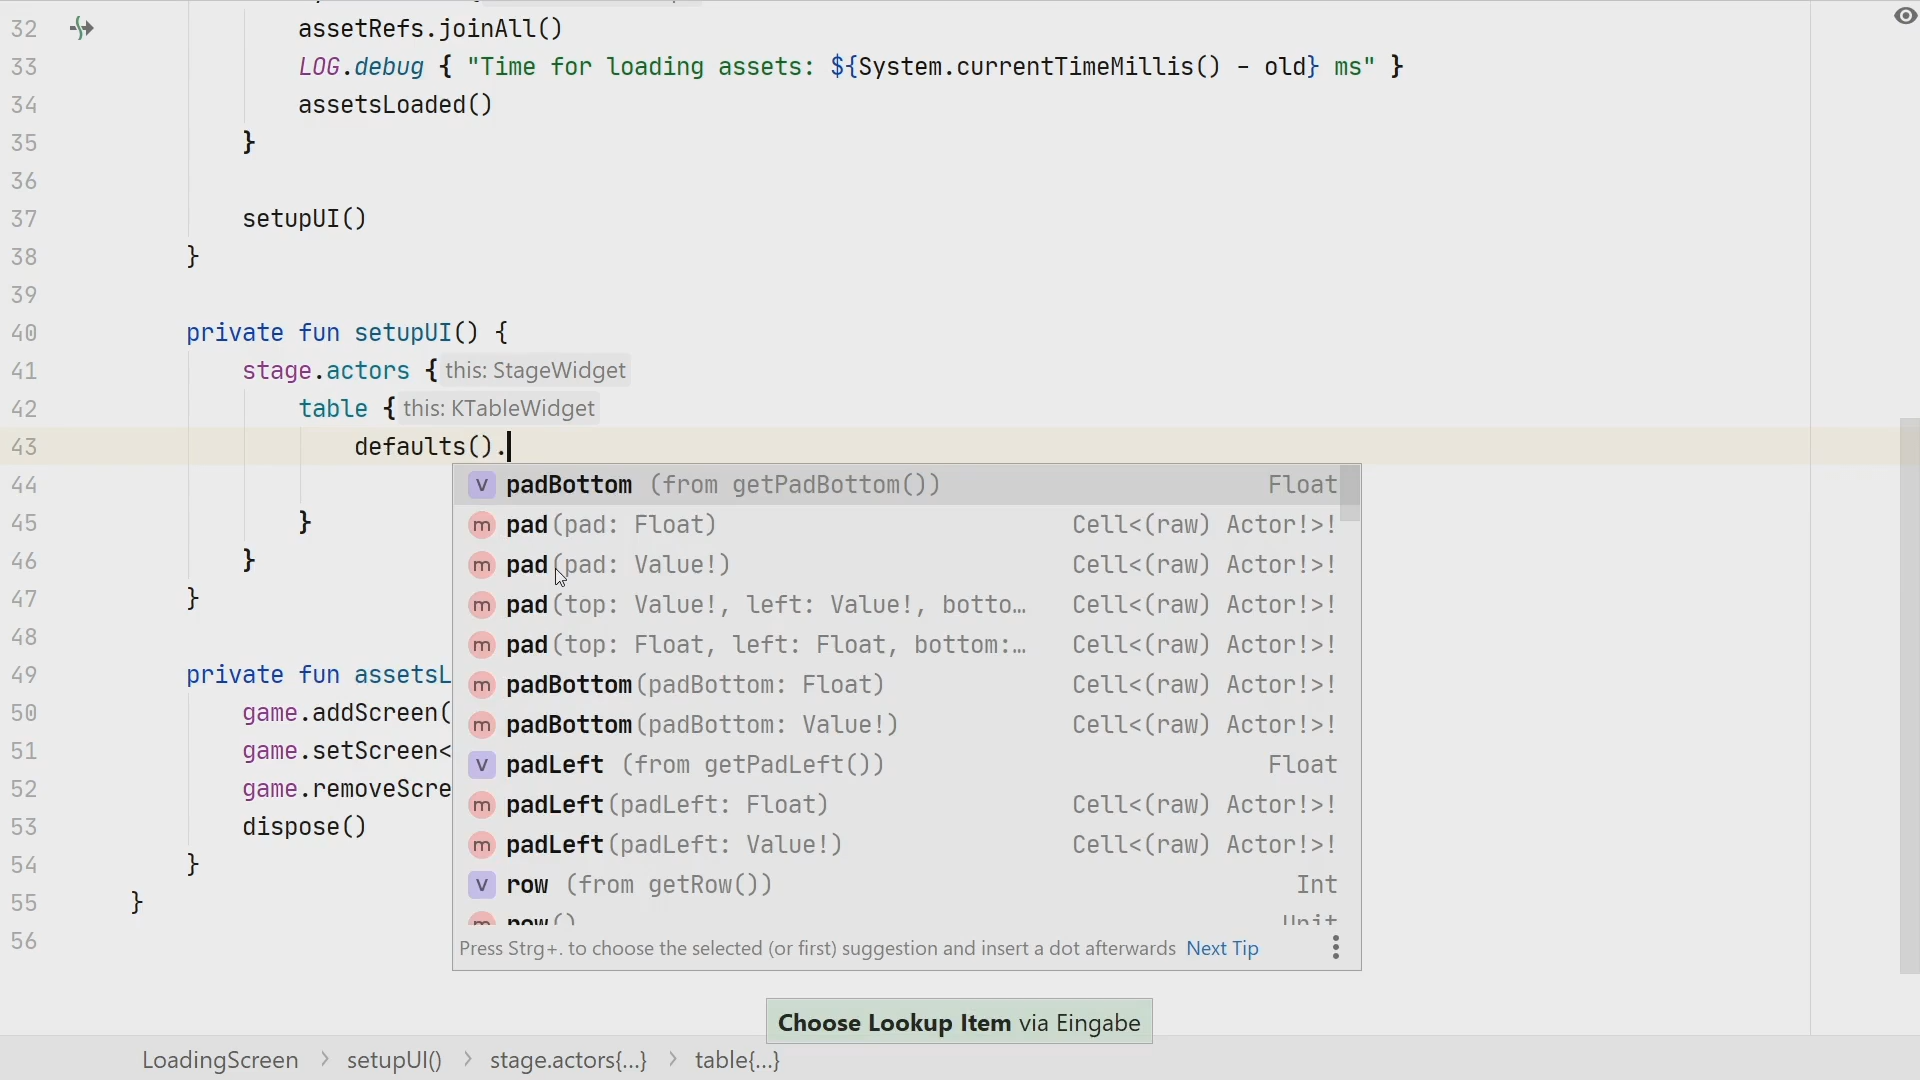 32 assetRefs.joinAll()
33 LOG.debug { "Time for loading assets: ${System.currentTimeMillis() - old} ms" }
34 assetsLoaded()
35 }
36
37 setupUI()
38 }
39
40 private fun setupUI() {
41 stage.actors { this: StageWidget
42 table { this: KTableWidget
43 defaults().
44
45 }
46 }
47 }
48
49 private fun assetsL
50 game.addScreen(
51 game.setScreen<
52 game.removeScre
53 dispose()
54 }
55 }
56
v padBottom (from getPadBottom()) Float
m pad(pad: Float) Cell<(raw) Actor!>!
m pad(pad: Value!) Cell<(raw) Actor!>!
m pad(top: Value!, left: Value!, botto… Cell<(raw) Actor!>!
m pad(top: Float, left: Float, bottom:… Cell<(raw) Actor!>!
m padBottom(padBottom: Float) Cell<(raw) Actor!>!
m padBottom(padBottom: Value!) Cell<(raw) Actor!>!
v padLeft (from getPadLeft()) Float
m padLeft(padLeft: Float) Cell<(raw) Actor!>!
m padLeft(padLeft: Value!) Cell<(raw) Actor!>!
v row (from getRow()) Int
m row() Unit
Press Strg+. to choose the selected (or first) suggestion and insert a dot afterwards Next Tip
Choose Lookup Item via Eingabe
LoadingScreen > setupUI() > stage.actors{...} > table{...}